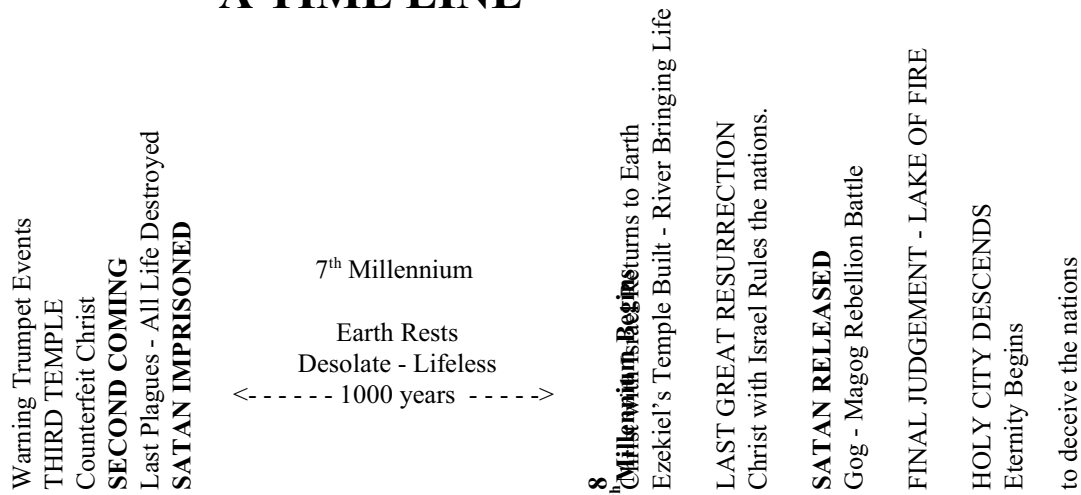 A TIME LINE
Warning Trumpet Events
THIRD TEMPLE
Counterfeit Christ
SECOND COMING
Last Plagues - All Life Destroyed
SATAN IMPRISONED
7th Millennium
Earth Rests
Desolate - Lifeless
<- - - - - - 1000 years - - - - ->
8th Millennium Begins
Christ with Israel Returns to Earth
Ezekiel’s Temple Built - River Bringing Life
LAST GREAT RESURRECTION
Christ with Israel Rules the nations.
SATAN RELEASED
Gog - Magog Rebellion Battle
FINAL JUDGEMENT - LAKE OF FIRE
HOLY CITY DESCENDS
Eternity Begins
to deceive the nations